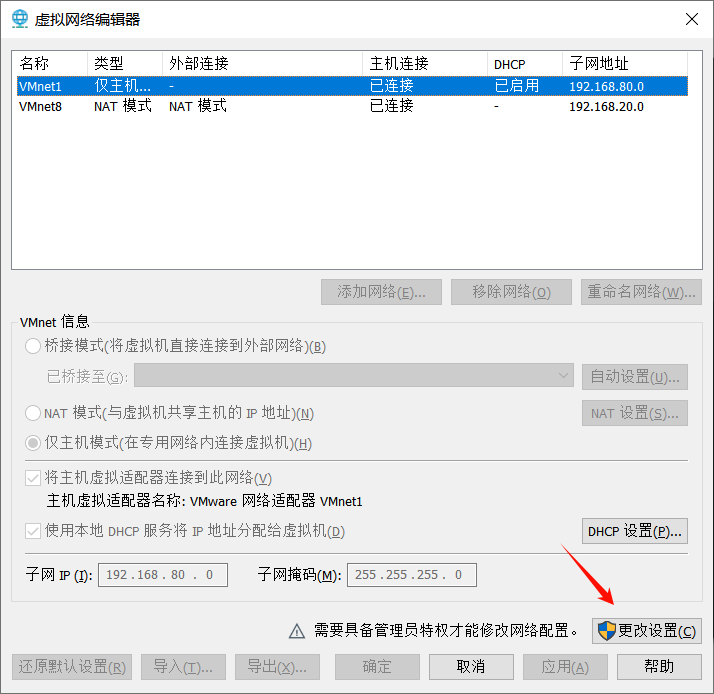 虚拟网络编辑器
名称 类型 外部连接 主机连接 DHCP 子网地址
VMnet1 仅主机... - 已连接 已启用 192.168.80.0
VMnet8 NAT 模式 NAT 模式 已连接 - 192.168.20.0
添加网络(E)... 移除网络(O) 重命名网络(W)...
VMnet 信息
桥接模式(将虚拟机直接连接到外部网络)(B)
已桥接至(G): 自动设置(U)...
NAT 模式(与虚拟机共享主机的 IP 地址)(N) NAT 设置(S)...
仅主机模式(在专用网络内连接虚拟机)(H)
将主机虚拟适配器连接到此网络(V)
主机虚拟适配器名称: VMware 网络适配器 VMnet1
使用本地 DHCP 服务将 IP 地址分配给虚拟机(D) DHCP 设置(P)...
子网 IP (I): 192.168.80.0 子网掩码(M): 255.255.255.0
需要具备管理员特权才能修改网络配置。 更改设置(C)
还原默认设置(R) 导入(T)... 导出(X)... 确定 取消 应用(A) 帮助